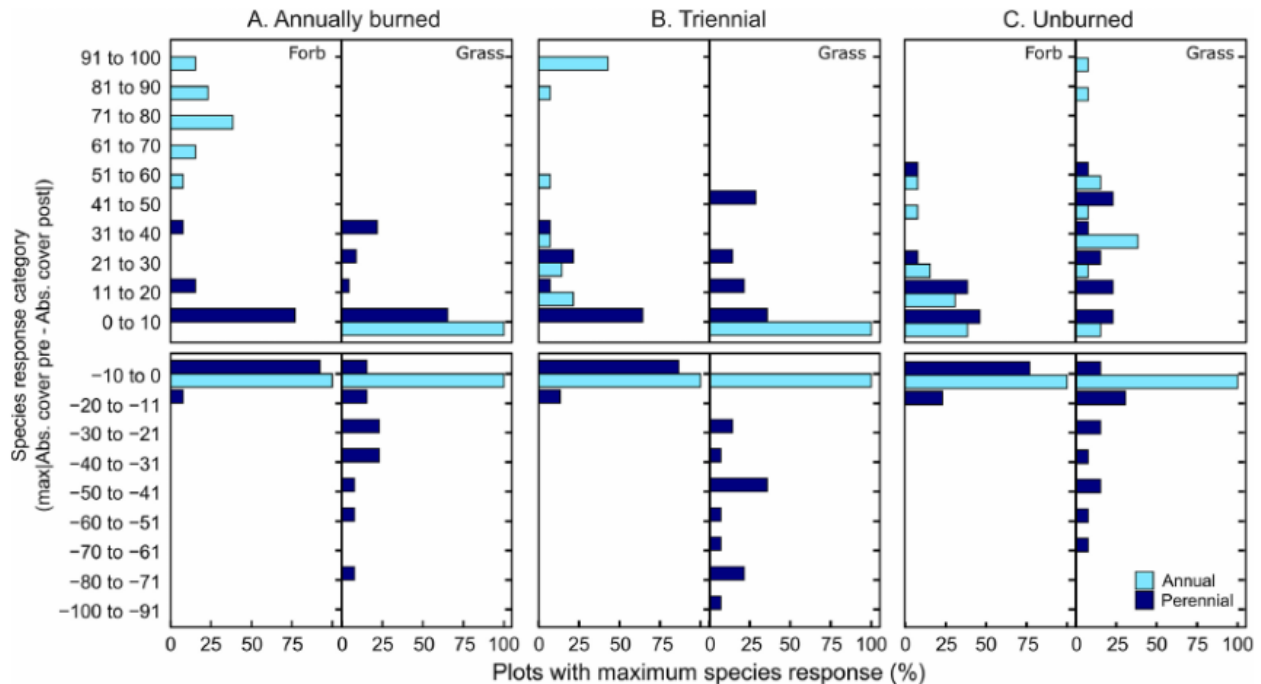 A. Annually burned
B. Triennial
C. Unburned
Forb
Grass
Grass
Forb
Grass
Species response category
(max|Abs. cover pre - Abs. cover post|)
91 to 100
81 to 90
71 to 80
61 to 70
51 to 60
41 to 50
31 to 40
21 to 30
11 to 20
0 to 10
−10 to 0
−20 to −11
−30 to −21
−40 to −31
−50 to −41
−60 to −51
−70 to −61
−80 to −71
−100 to −91
Annual
Perennial
0 25 50 75 0 25 50 75 100
0 25 50 75 0 25 50 75 100
0 25 50 75 0 25 50 75 100
Plots with maximum species response (%)